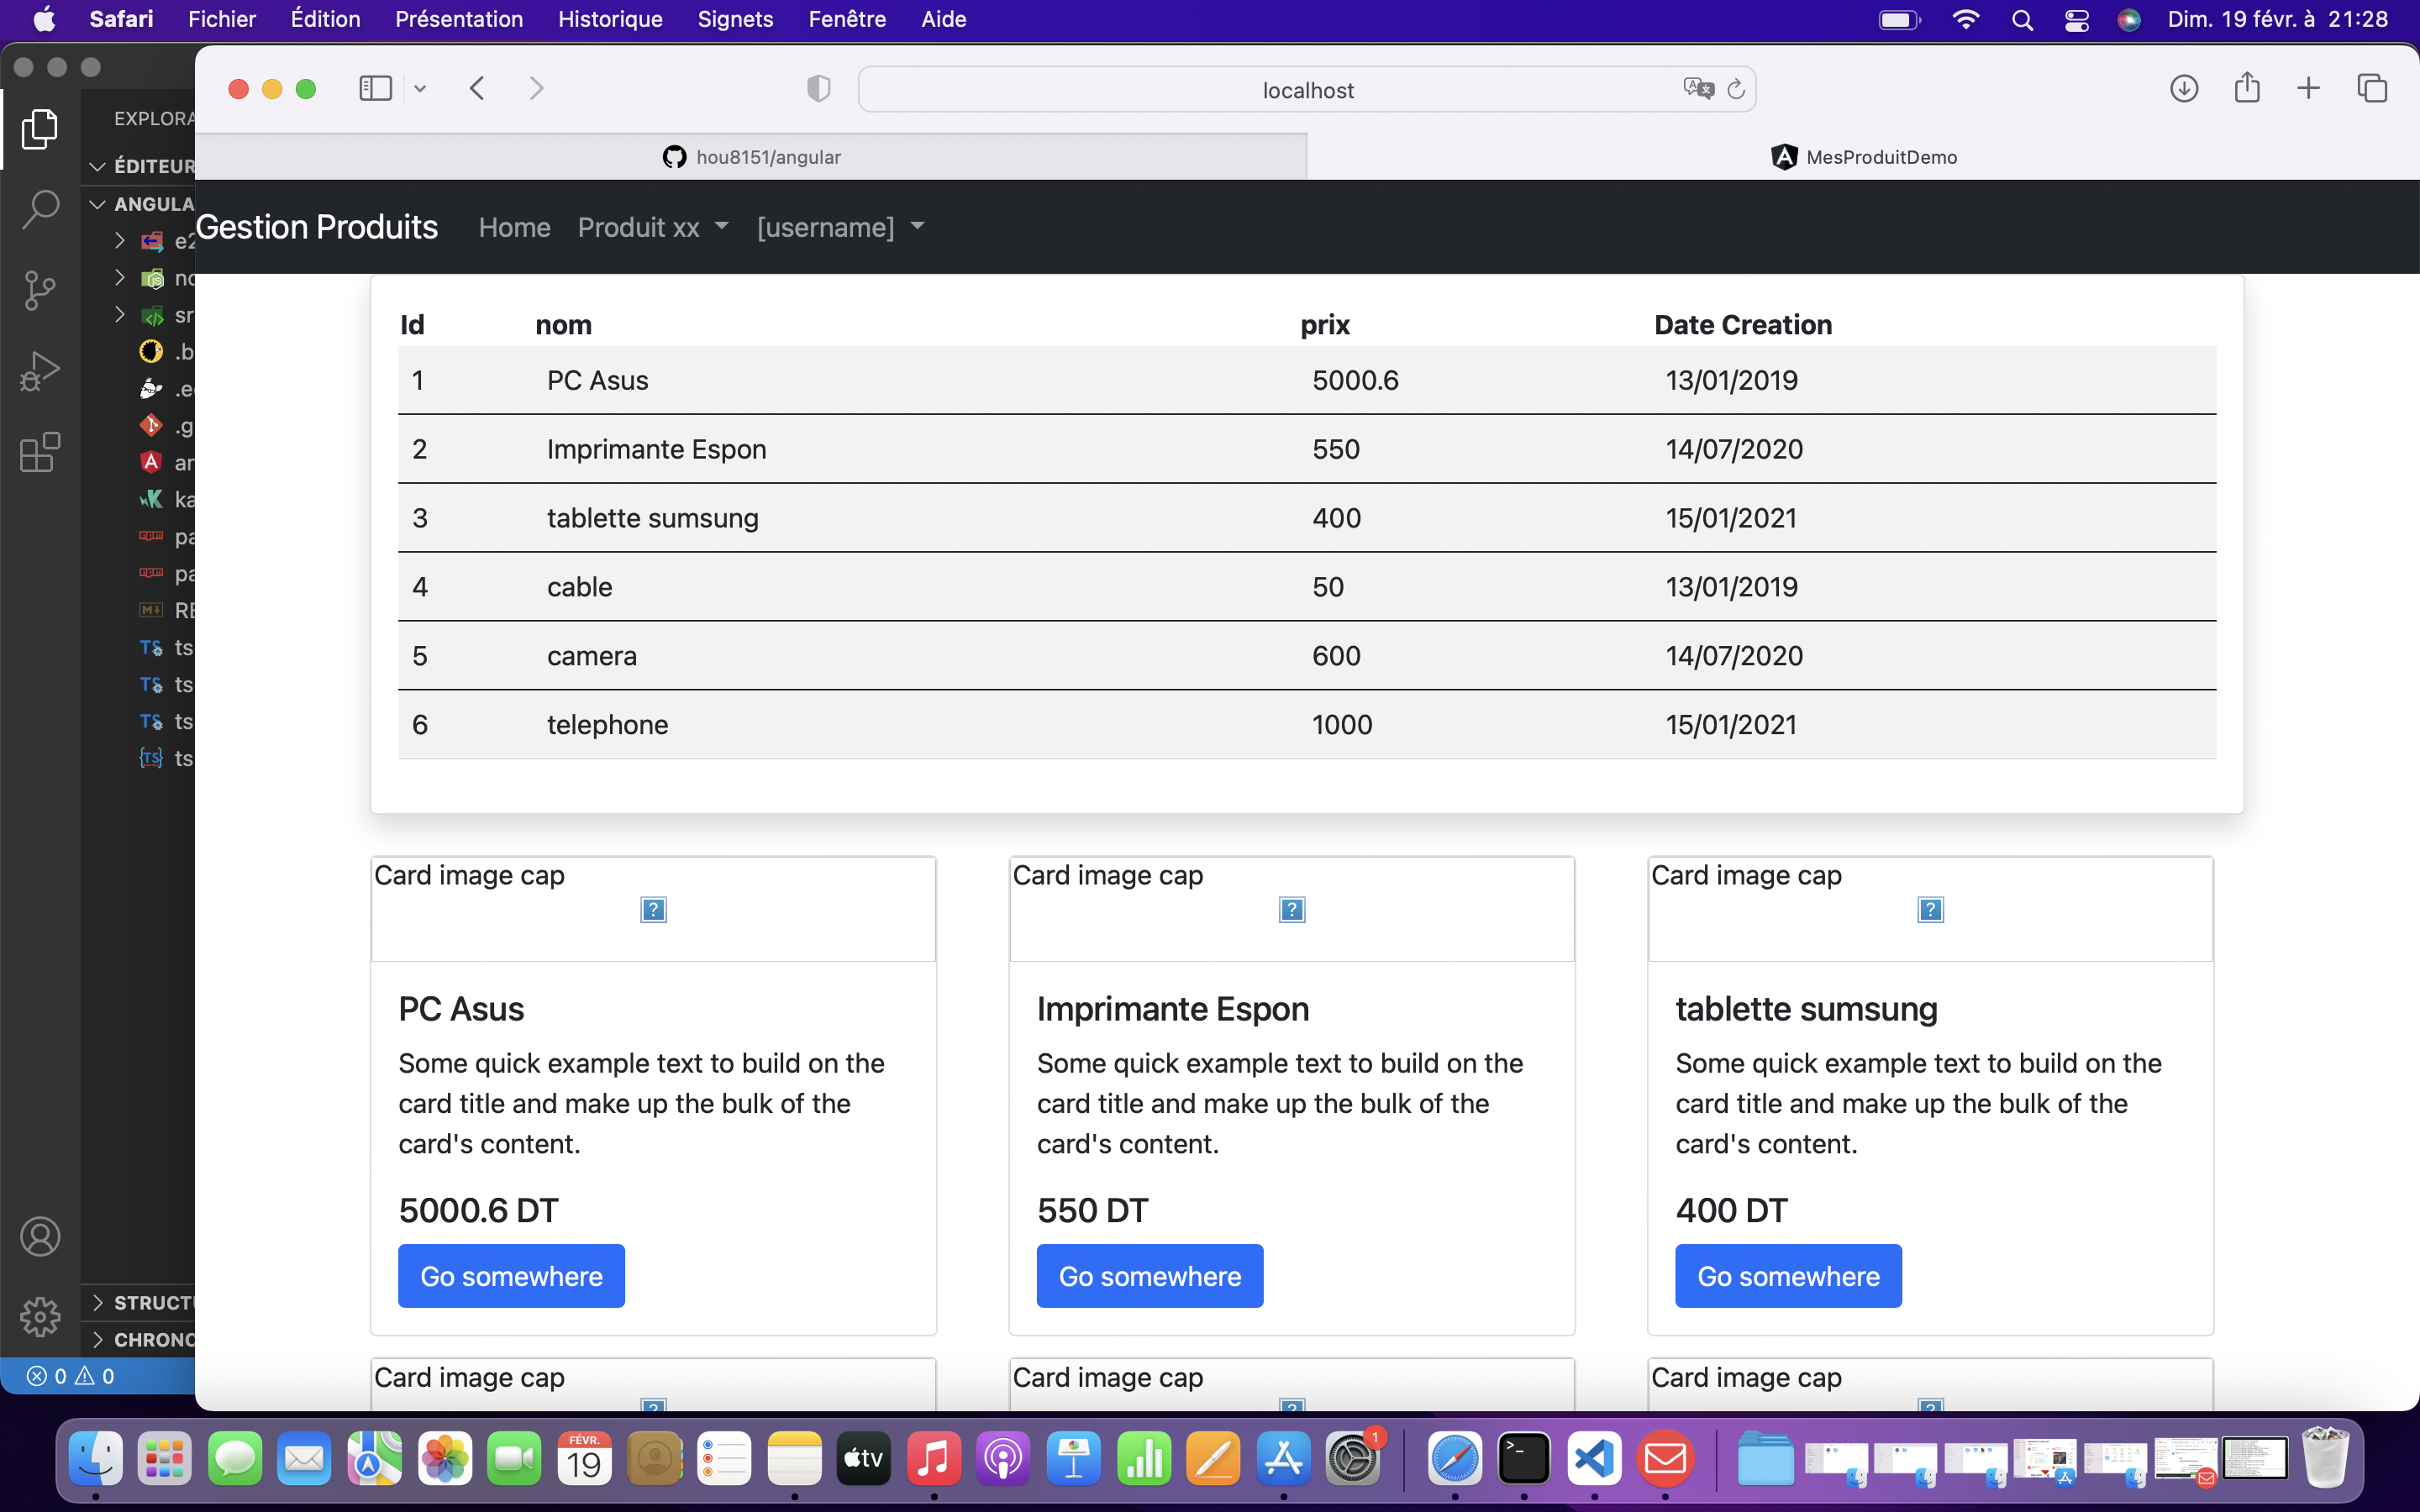 Safari Fichier Édition Présentation Historique Signets Fenêtre Aide Dim. 19 févr. à 21:28
localhost
hou8151/angular MesProduitDemo
EXPLORA
ÉDITEUR
ANGULA
e2
.b
.e
.g
an
ka
pa
pa
RE
ts
ts
ts
ts
STRUCTU
CHRONO
0 0
Gestion Produits Home Produit xx [username]
Id nom prix Date Creation
1 PC Asus 5000.6 13/01/2019
2 Imprimante Espon 550 14/07/2020
3 tablette sumsung 400 15/01/2021
4 cable 50 13/01/2019
5 camera 600 14/07/2020
6 telephone 1000 15/01/2021
Card image cap
PC Asus
Some quick example text to build on the
card title and make up the bulk of the
card's content.
5000.6 DT
Go somewhere
Card image cap
Imprimante Espon
Some quick example text to build on the
card title and make up the bulk of the
card's content.
550 DT
Go somewhere
Card image cap
tablette sumsung
Some quick example text to build on the
card title and make up the bulk of the
card's content.
400 DT
Go somewhere
Card image cap
Card image cap
Card image cap
FÉVR.
19
tv
1